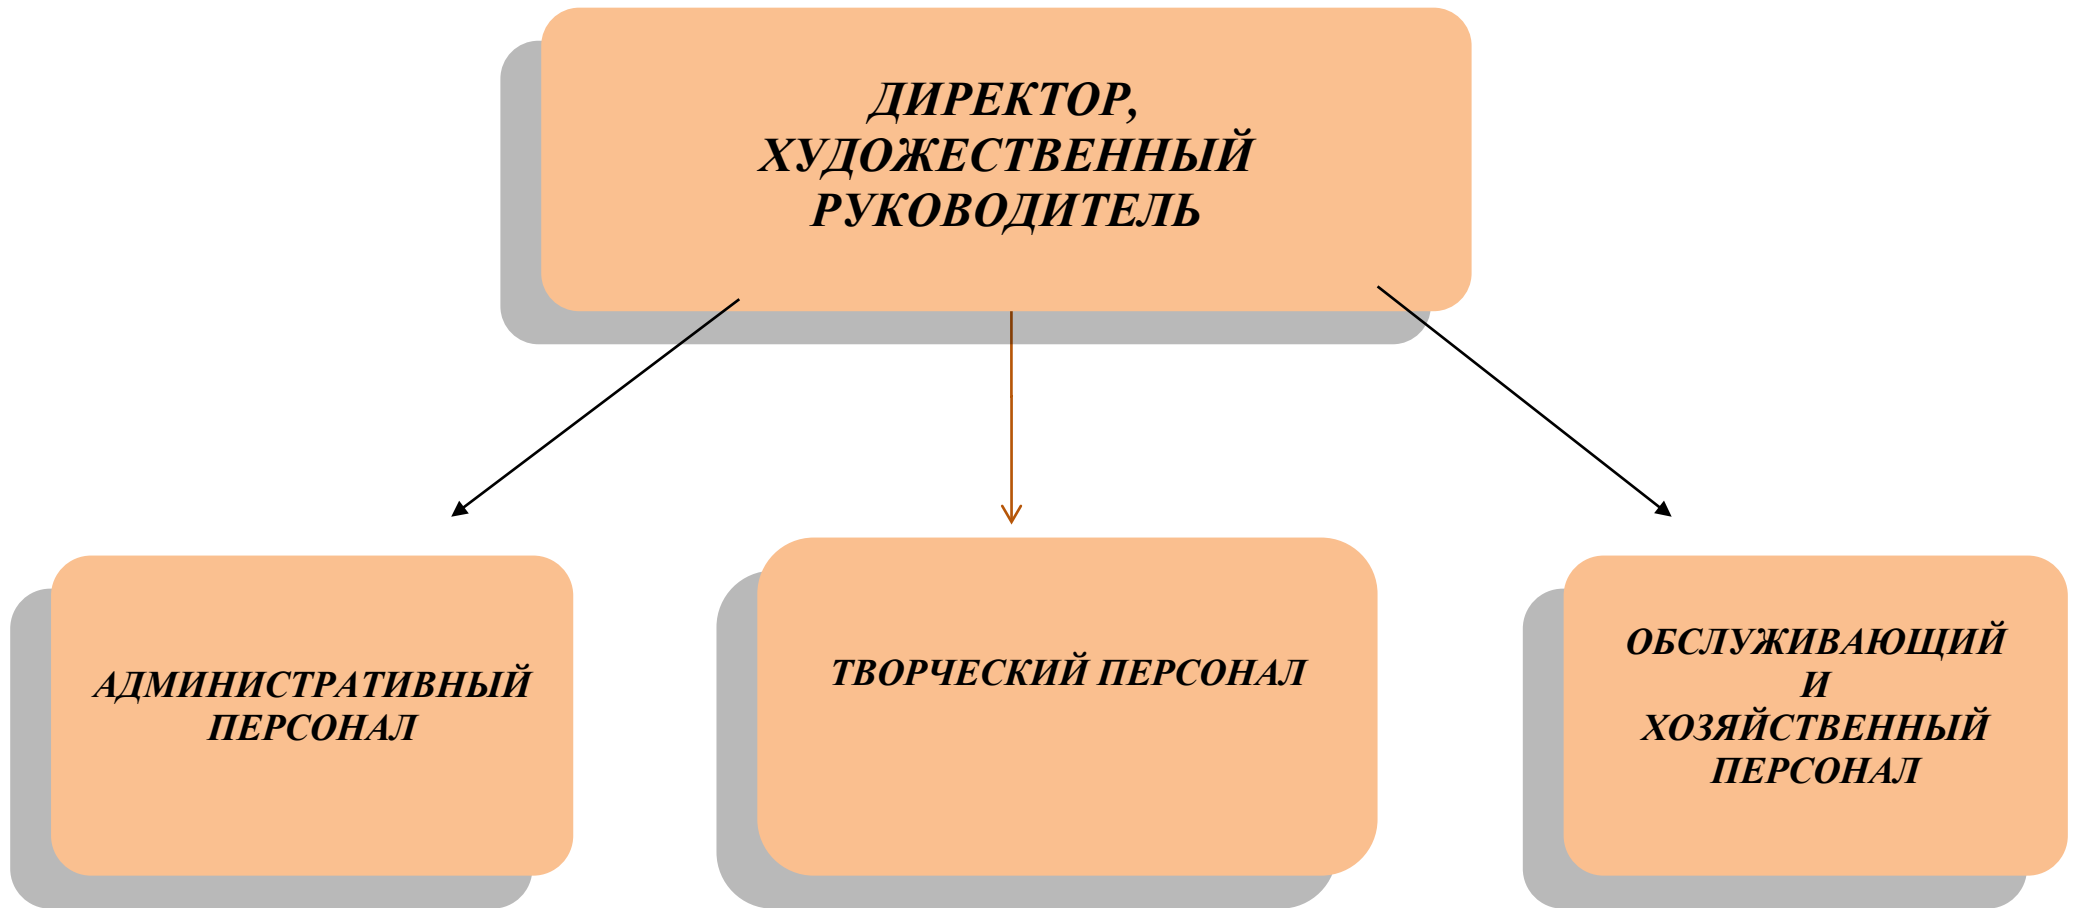 ДИРЕКТОР,
ХУДОЖЕСТВЕННЫЙ
РУКОВОДИТЕЛЬ
АДМИНИСТРАТИВНЫЙ
ПЕРСОНАЛ
ТВОРЧЕСКИЙ ПЕРСОНАЛ
ОБСЛУЖИВАЮЩИЙ
И
ХОЗЯЙСТВЕННЫЙ
ПЕРСОНАЛ